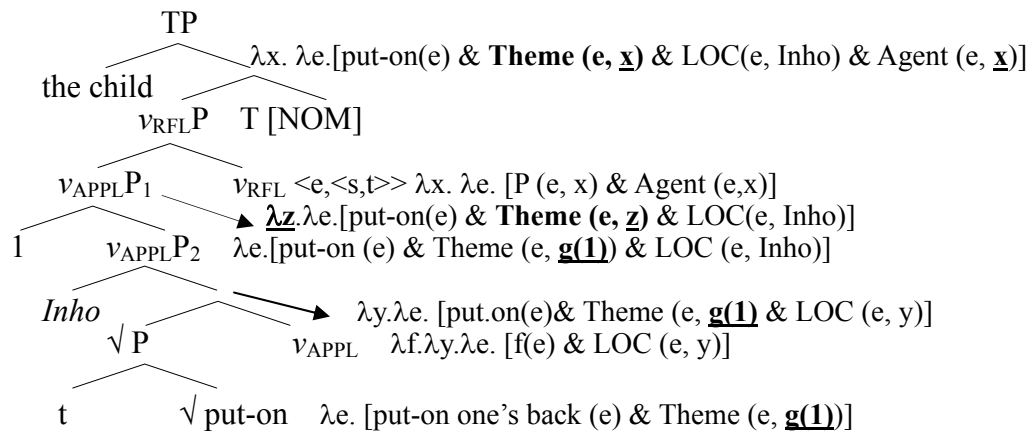 TP
λx. λe.[put-on(e) & Theme (e, x) & LOC(e, Inho) & Agent (e, x)]
the child
vRFLP T [NOM]
vAPPLP1 vRFL <e,<s,t>> λx. λe. [P (e, x) & Agent (e,x)]
λz.λe.[put-on(e) & Theme (e, z) & LOC(e, Inho)]
1 vAPPLP2 λe.[put-on (e) & Theme (e, g(1)) & LOC (e, Inho)]
Inho λy.λe. [put.on(e)& Theme (e, g(1) & LOC (e, y)]
√ P vAPPL λf.λy.λe. [f(e) & LOC (e, y)]
t √ put-on λe. [put-on one's back (e) & Theme (e, g(1))]